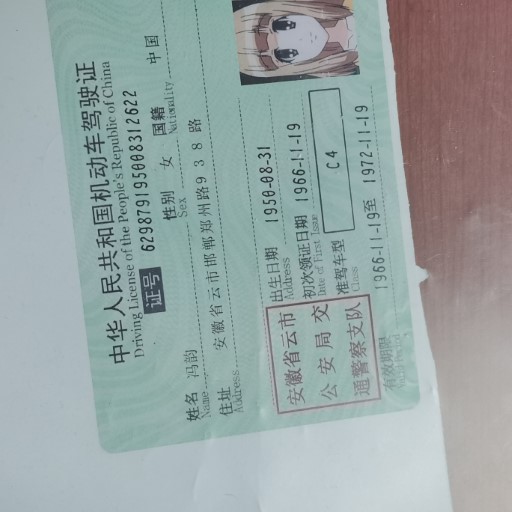 中华人民共和国机动车驾驶证
Driving License of the People's Republic of China
证号 629879195008312622
姓名 冯韵 性别 女 国籍 中国
Name Sex Nationality
住址 安徽省云市邯郸郑州路938路
Address
出生日期 1950-08-31
Address
初次领证日期 1966-11-19
Date of First Issue
准驾车型 C4
Class
有效期限 1966-11-19至 1972-11-19
安徽省云市
公安局交
通警察支队